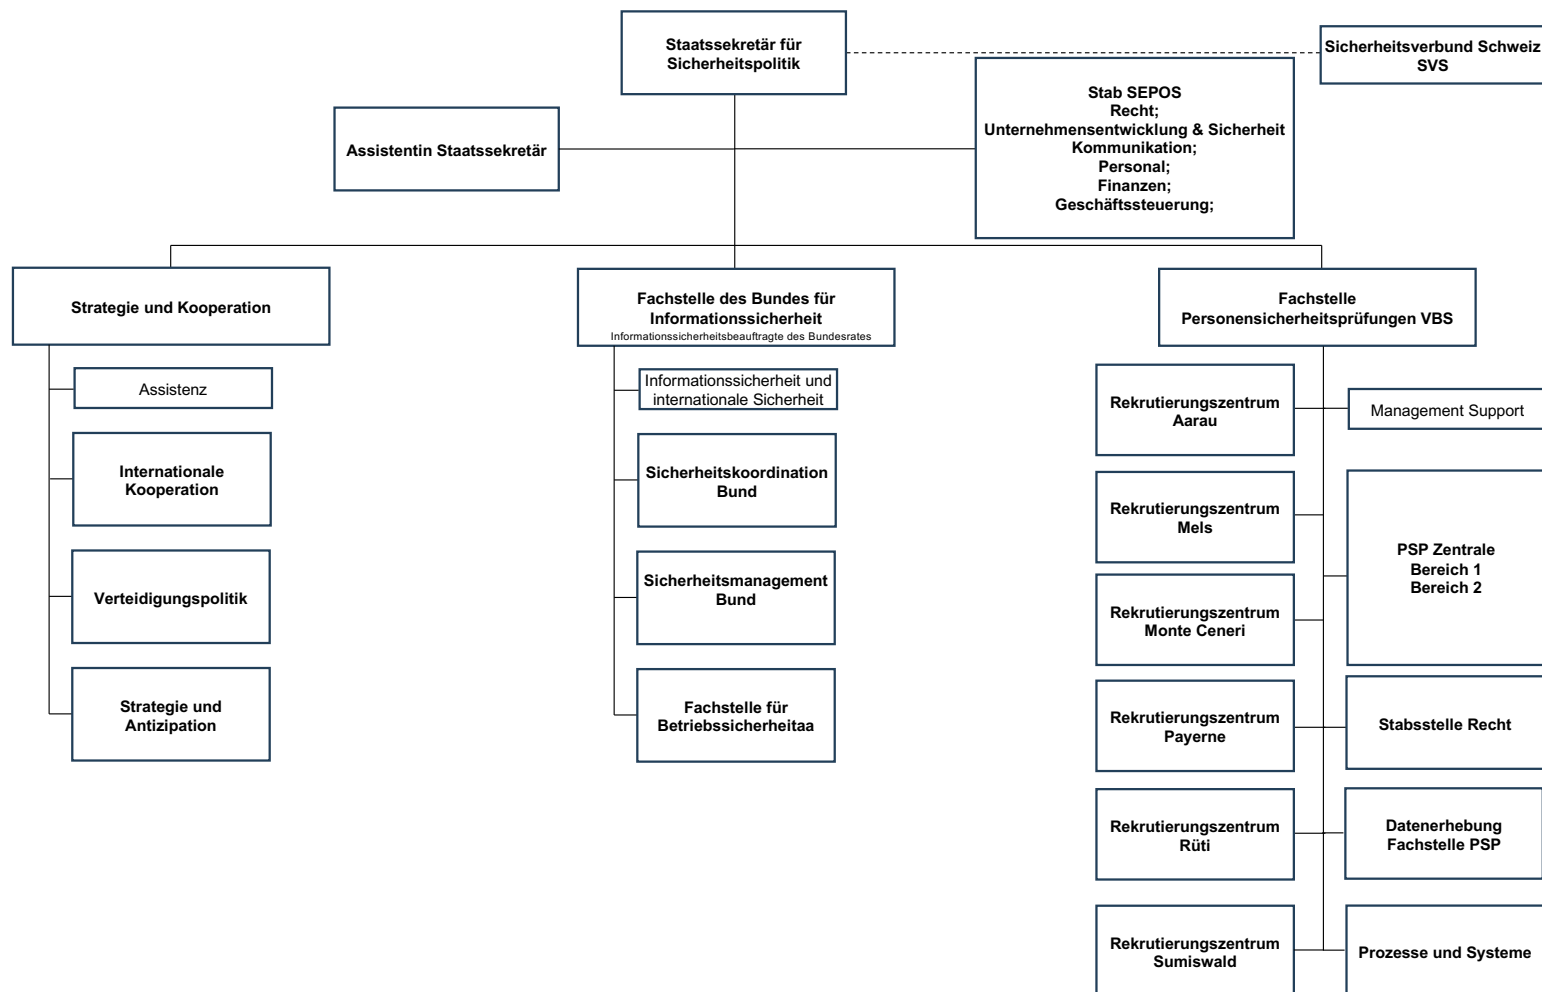 Staatssekretär für
Sicherheitspolitik
Sicherheitsverbund Schweiz
SVS
Stab SEPOS
Recht;
Unternehmensentwicklung & Sicherheit
Kommunikation;
Personal;
Finanzen;
Geschäftssteuerung;
Assistentin Staatssekretär
Strategie und Kooperation
Assistenz
Internationale
Kooperation
Verteidigungspolitik
Strategie und
Antizipation
Fachstelle des Bundes für
Informationssicherheit
Informationssicherheitsbeauftragte des Bundesrates
Informationssicherheit und
internationale Sicherheit
Sicherheitskoordination
Bund
Sicherheitsmanagement
Bund
Fachstelle für
Betriebssicherheitaa
Fachstelle
Personensicherheitsprüfungen VBS
Rekrutierungszentrum
Aarau
Management Support
Rekrutierungszentrum
Mels
PSP Zentrale
Bereich 1
Bereich 2
Rekrutierungszentrum
Monte Ceneri
Rekrutierungszentrum
Payerne
Stabsstelle Recht
Rekrutierungszentrum
Rüti
Datenerhebung
Fachstelle PSP
Rekrutierungszentrum
Sumiswald
Prozesse und Systeme